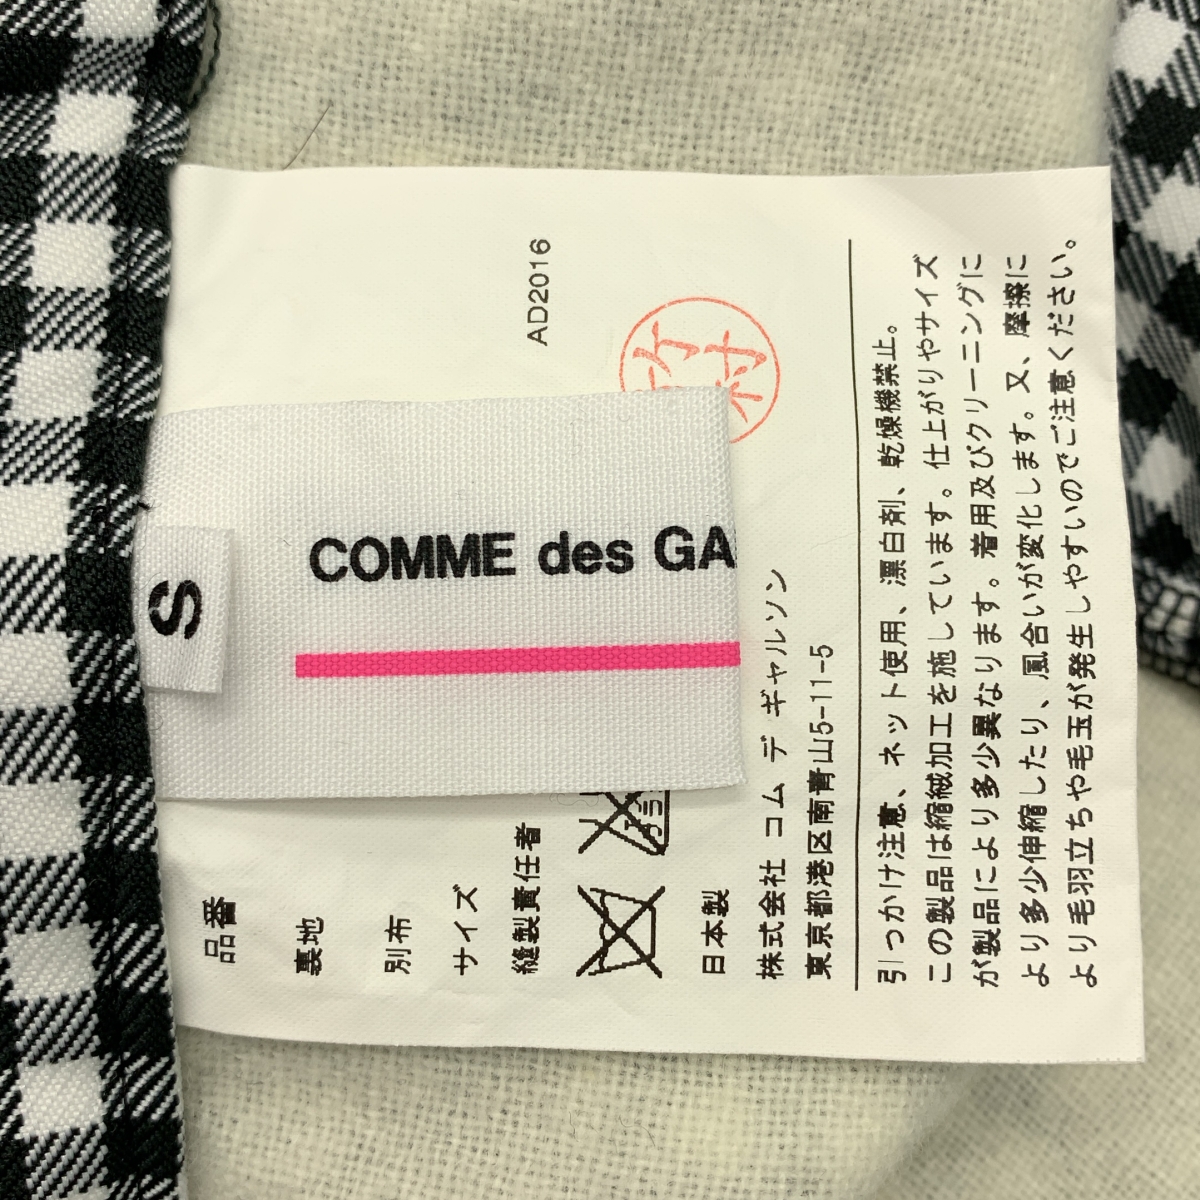 S
COMME des GA
AD2016
品番
裏地
別布
サイズ
縫製責任者
日本製
株式会社 コム デ ギャルソン
東京都港区南青山5-11-5
引っかけ注意、ネット使用、漂白剤、乾燥機禁止。
この製品は縮絨加工を施しています。仕上がりやサイズ
が製品により多少異なります。着用及びクリーニングに
より多少伸縮したり、風合いが変化します。又、摩擦に
より毛羽立ちや毛玉が発生しやすいのでご注意ください。